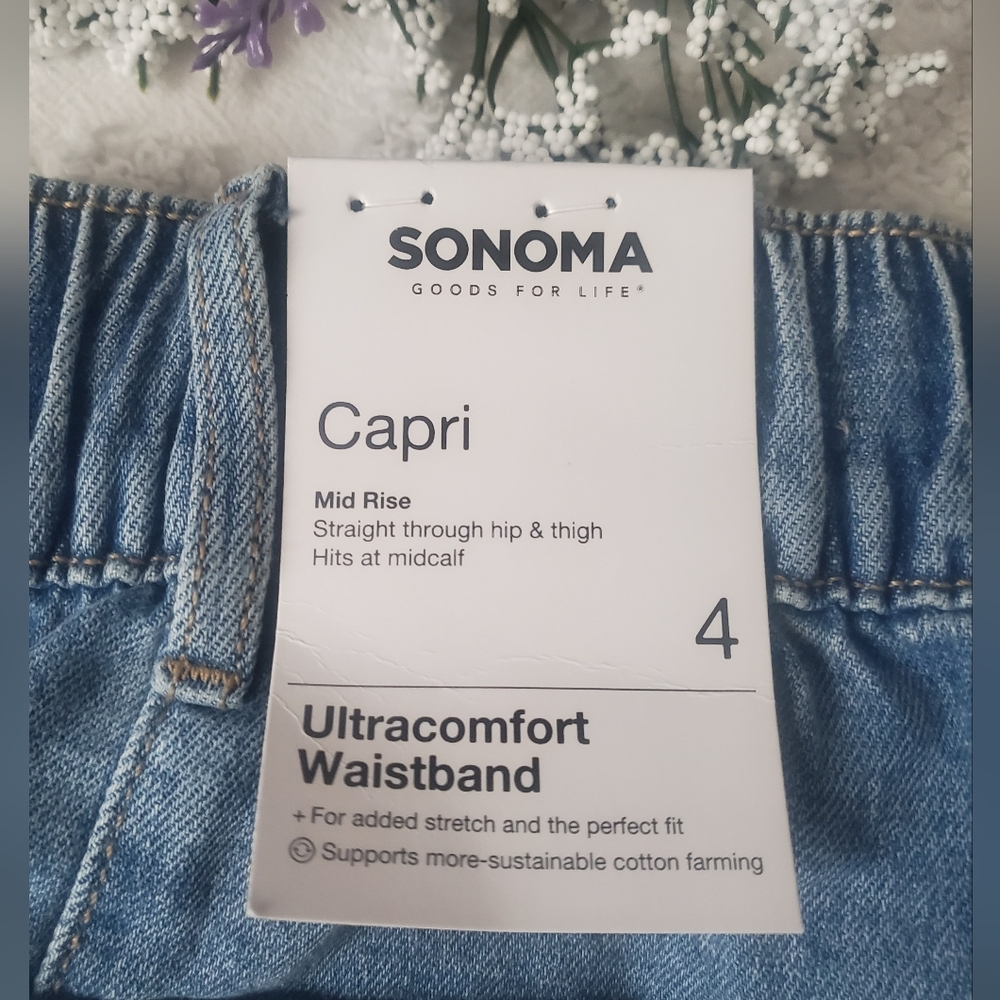 SONOMA
GOODS FOR LIFE®
Capri
Mid Rise
Straight through hip & thigh
Hits at midcalf
4
Ultracomfort
Waistband
+ For added stretch and the perfect fit
Supports more-sustainable cotton farming